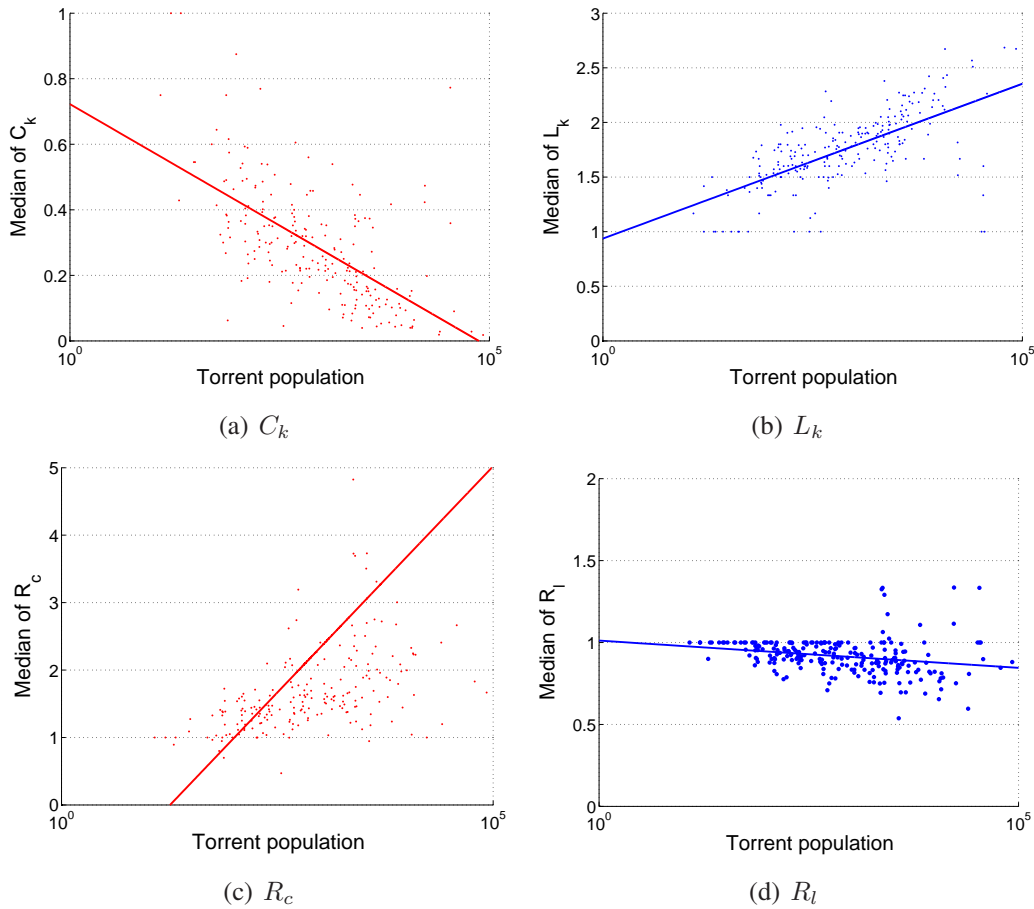 1
0.8
0.6
0.4
0.2
0
10^0
10^5
Median of C_k
Torrent population
(a) C_k
3
2.5
2
1.5
1
0.5
0
10^0
10^5
Median of L_k
Torrent population
(b) L_k
5
4
3
2
1
0
10^0
10^5
Median of R_c
Torrent population
(c) R_c
2
1.5
1
0.5
0
10^0
10^5
Median of R_l
Torrent population
(d) R_l